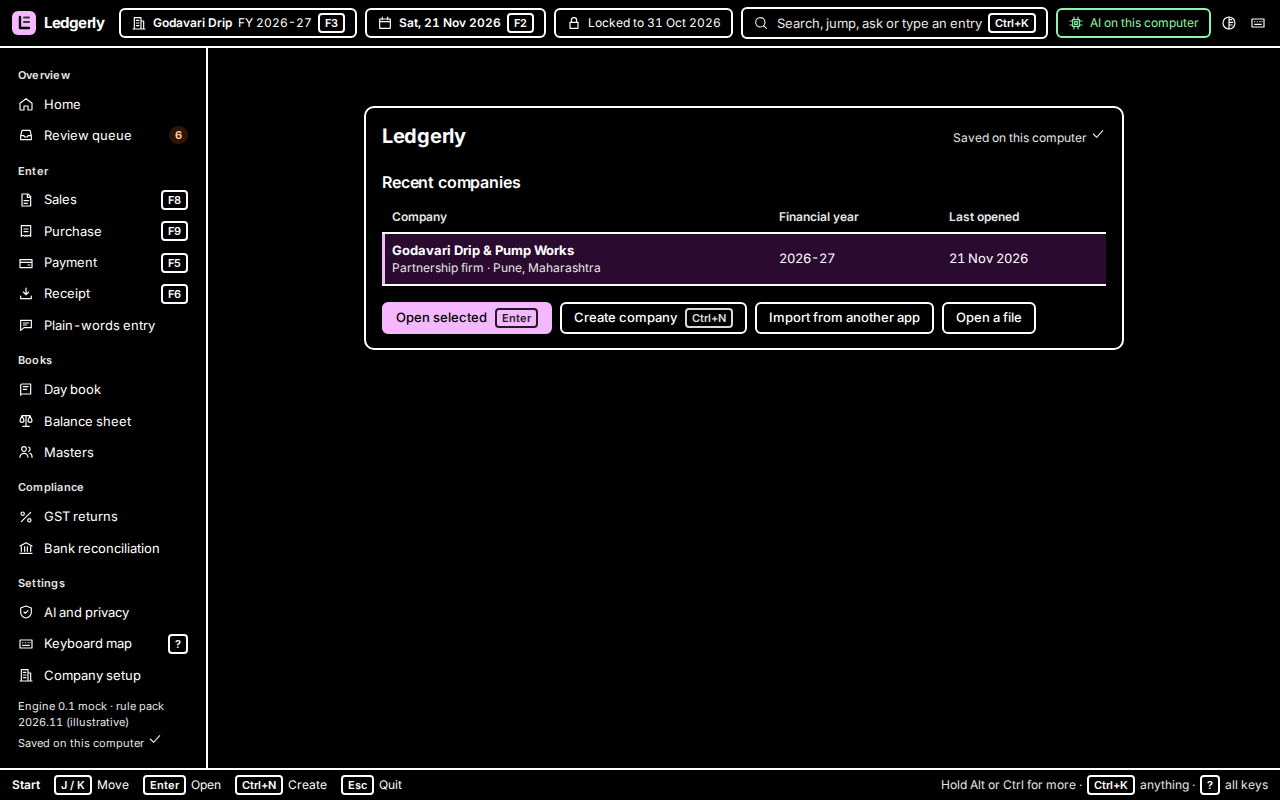 Ledgerly
Godavari Drip FY 2026-27 F3
Sat, 21 Nov 2026 F2
Locked to 31 Oct 2026
Search, jump, ask or type an entry Ctrl+K
AI on this computer
Overview
Home
Review queue 6
Enter
Sales F8
Purchase F9
Payment F5
Receipt F6
Plain-words entry
Books
Day book
Balance sheet
Masters
Compliance
GST returns
Bank reconciliation
Settings
AI and privacy
Keyboard map ?
Company setup
Engine 0.1 mock · rule pack
2026.11 (illustrative)
Saved on this computer
Ledgerly
Saved on this computer
Recent companies
Company Financial year Last opened
Godavari Drip & Pump Works
Partnership firm · Pune, Maharashtra
2026-27
21 Nov 2026
Open selected Enter
Create company Ctrl+N
Import from another app
Open a file
Start J / K Move Enter Open Ctrl+N Create Esc Quit
Hold Alt or Ctrl for more · Ctrl+K anything · ? all keys